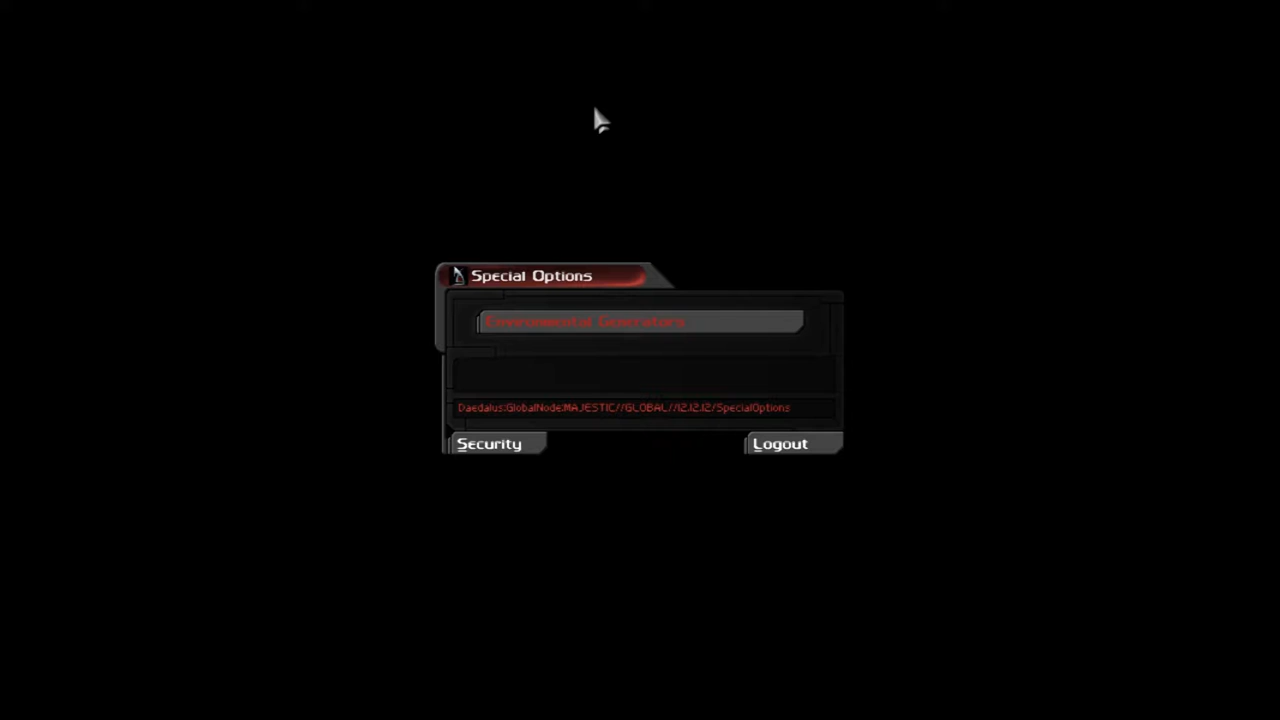 Special Options
Environmental Generators
Daedalus:GlobalNode:MAJESTIC//GLOBAL//12.12.12/SpecialOptions
Security
Logout